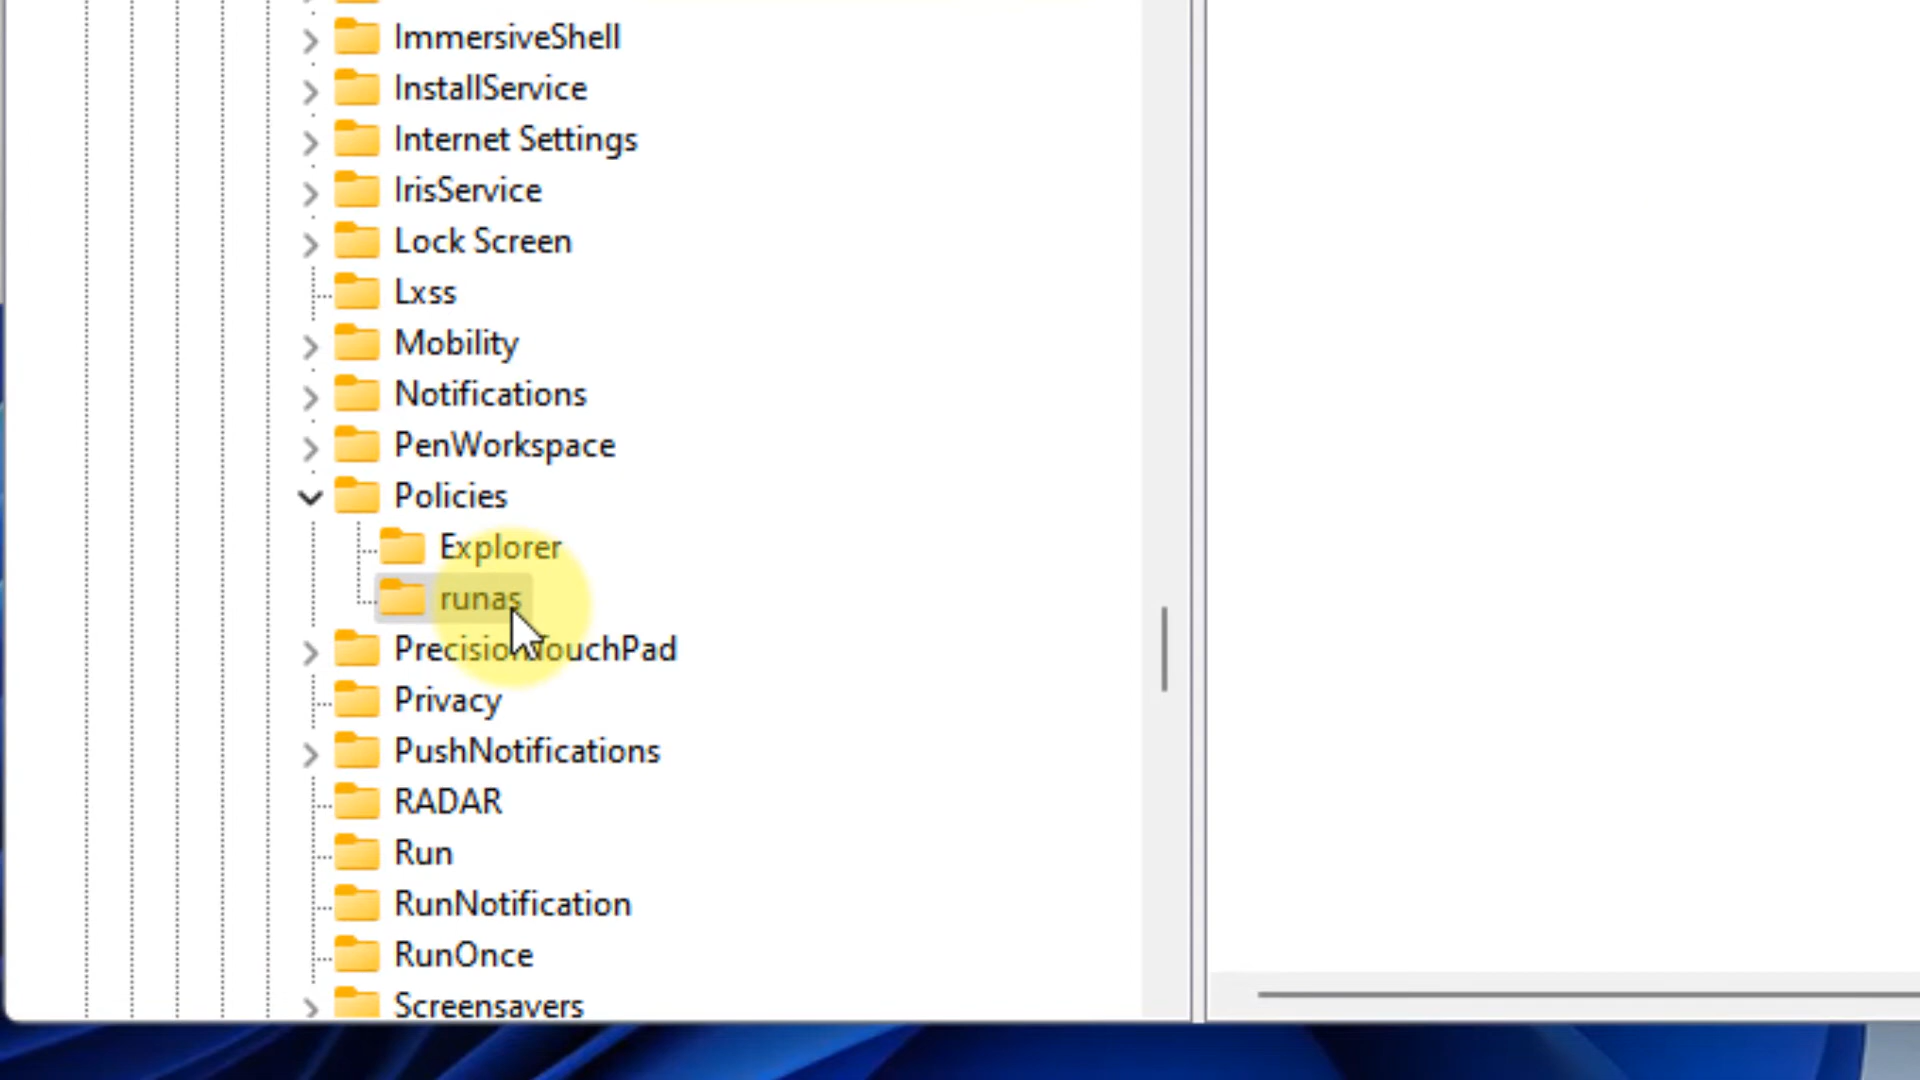 ImmersiveShell
InstallService
Internet Settings
IrisService
Lock Screen
Lxss
Mobility
Notifications
PenWorkspace
Policies
Explorer
runas
PrecisionTouchPad
Privacy
PushNotifications
RADAR
Run
RunNotification
RunOnce
Screensavers